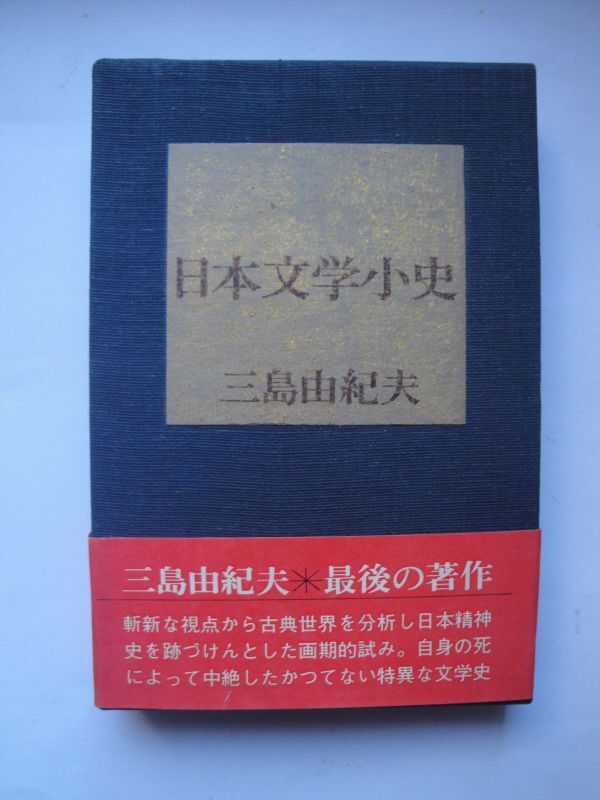 日本文学小史
三島由紀夫
三島由紀夫＊最後の著作
斬新な視点から古典世界を分析し日本精神
史を跡づけんとした画期的試み。自身の死
によって中絶したかつてない特異な文学史